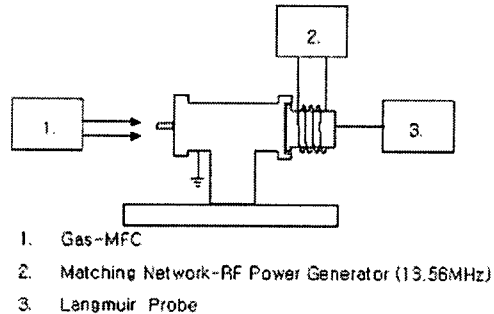 2.
1.
3.
1. Gas-MFC
2. Matching Network-RF Power Generator (13.56MHz)
3. Langmuir Probe